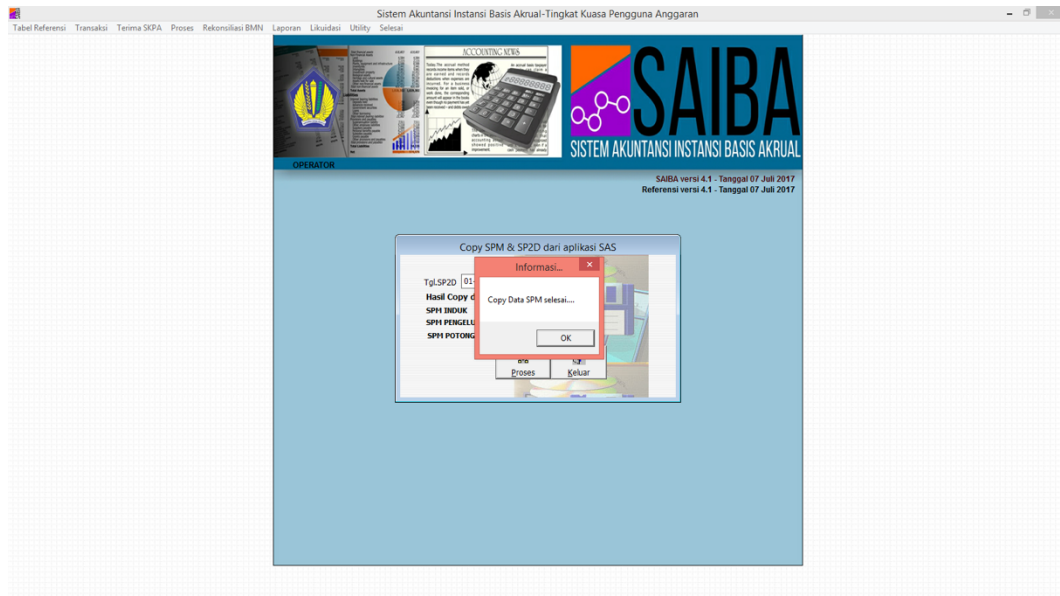 Sistem Akuntansi Instansi Basis Akrual-Tingkat Kuasa Pengguna Anggaran
Tabel Referensi Transaksi Terima SKPA Proses Rekonsiliasi BMN Laporan Likuidasi Utility Selesai
ACCOUNTING NEWS
SAIBA
SISTEM AKUNTANSI INSTANSI BASIS AKRUAL
OPERATOR
SAIBA versi 4.1 - Tanggal 07 Juli 2017
Referensi versi 4.1 - Tanggal 07 Juli 2017
Copy SPM & SP2D dari aplikasi SAS
Informasi...
Tgl.SP2D 01-
Hasil Copy d
Copy Data SPM selesai....
SPM INDUK
SPM PENGELU
SPM POTONG
OK
Proses Keluar